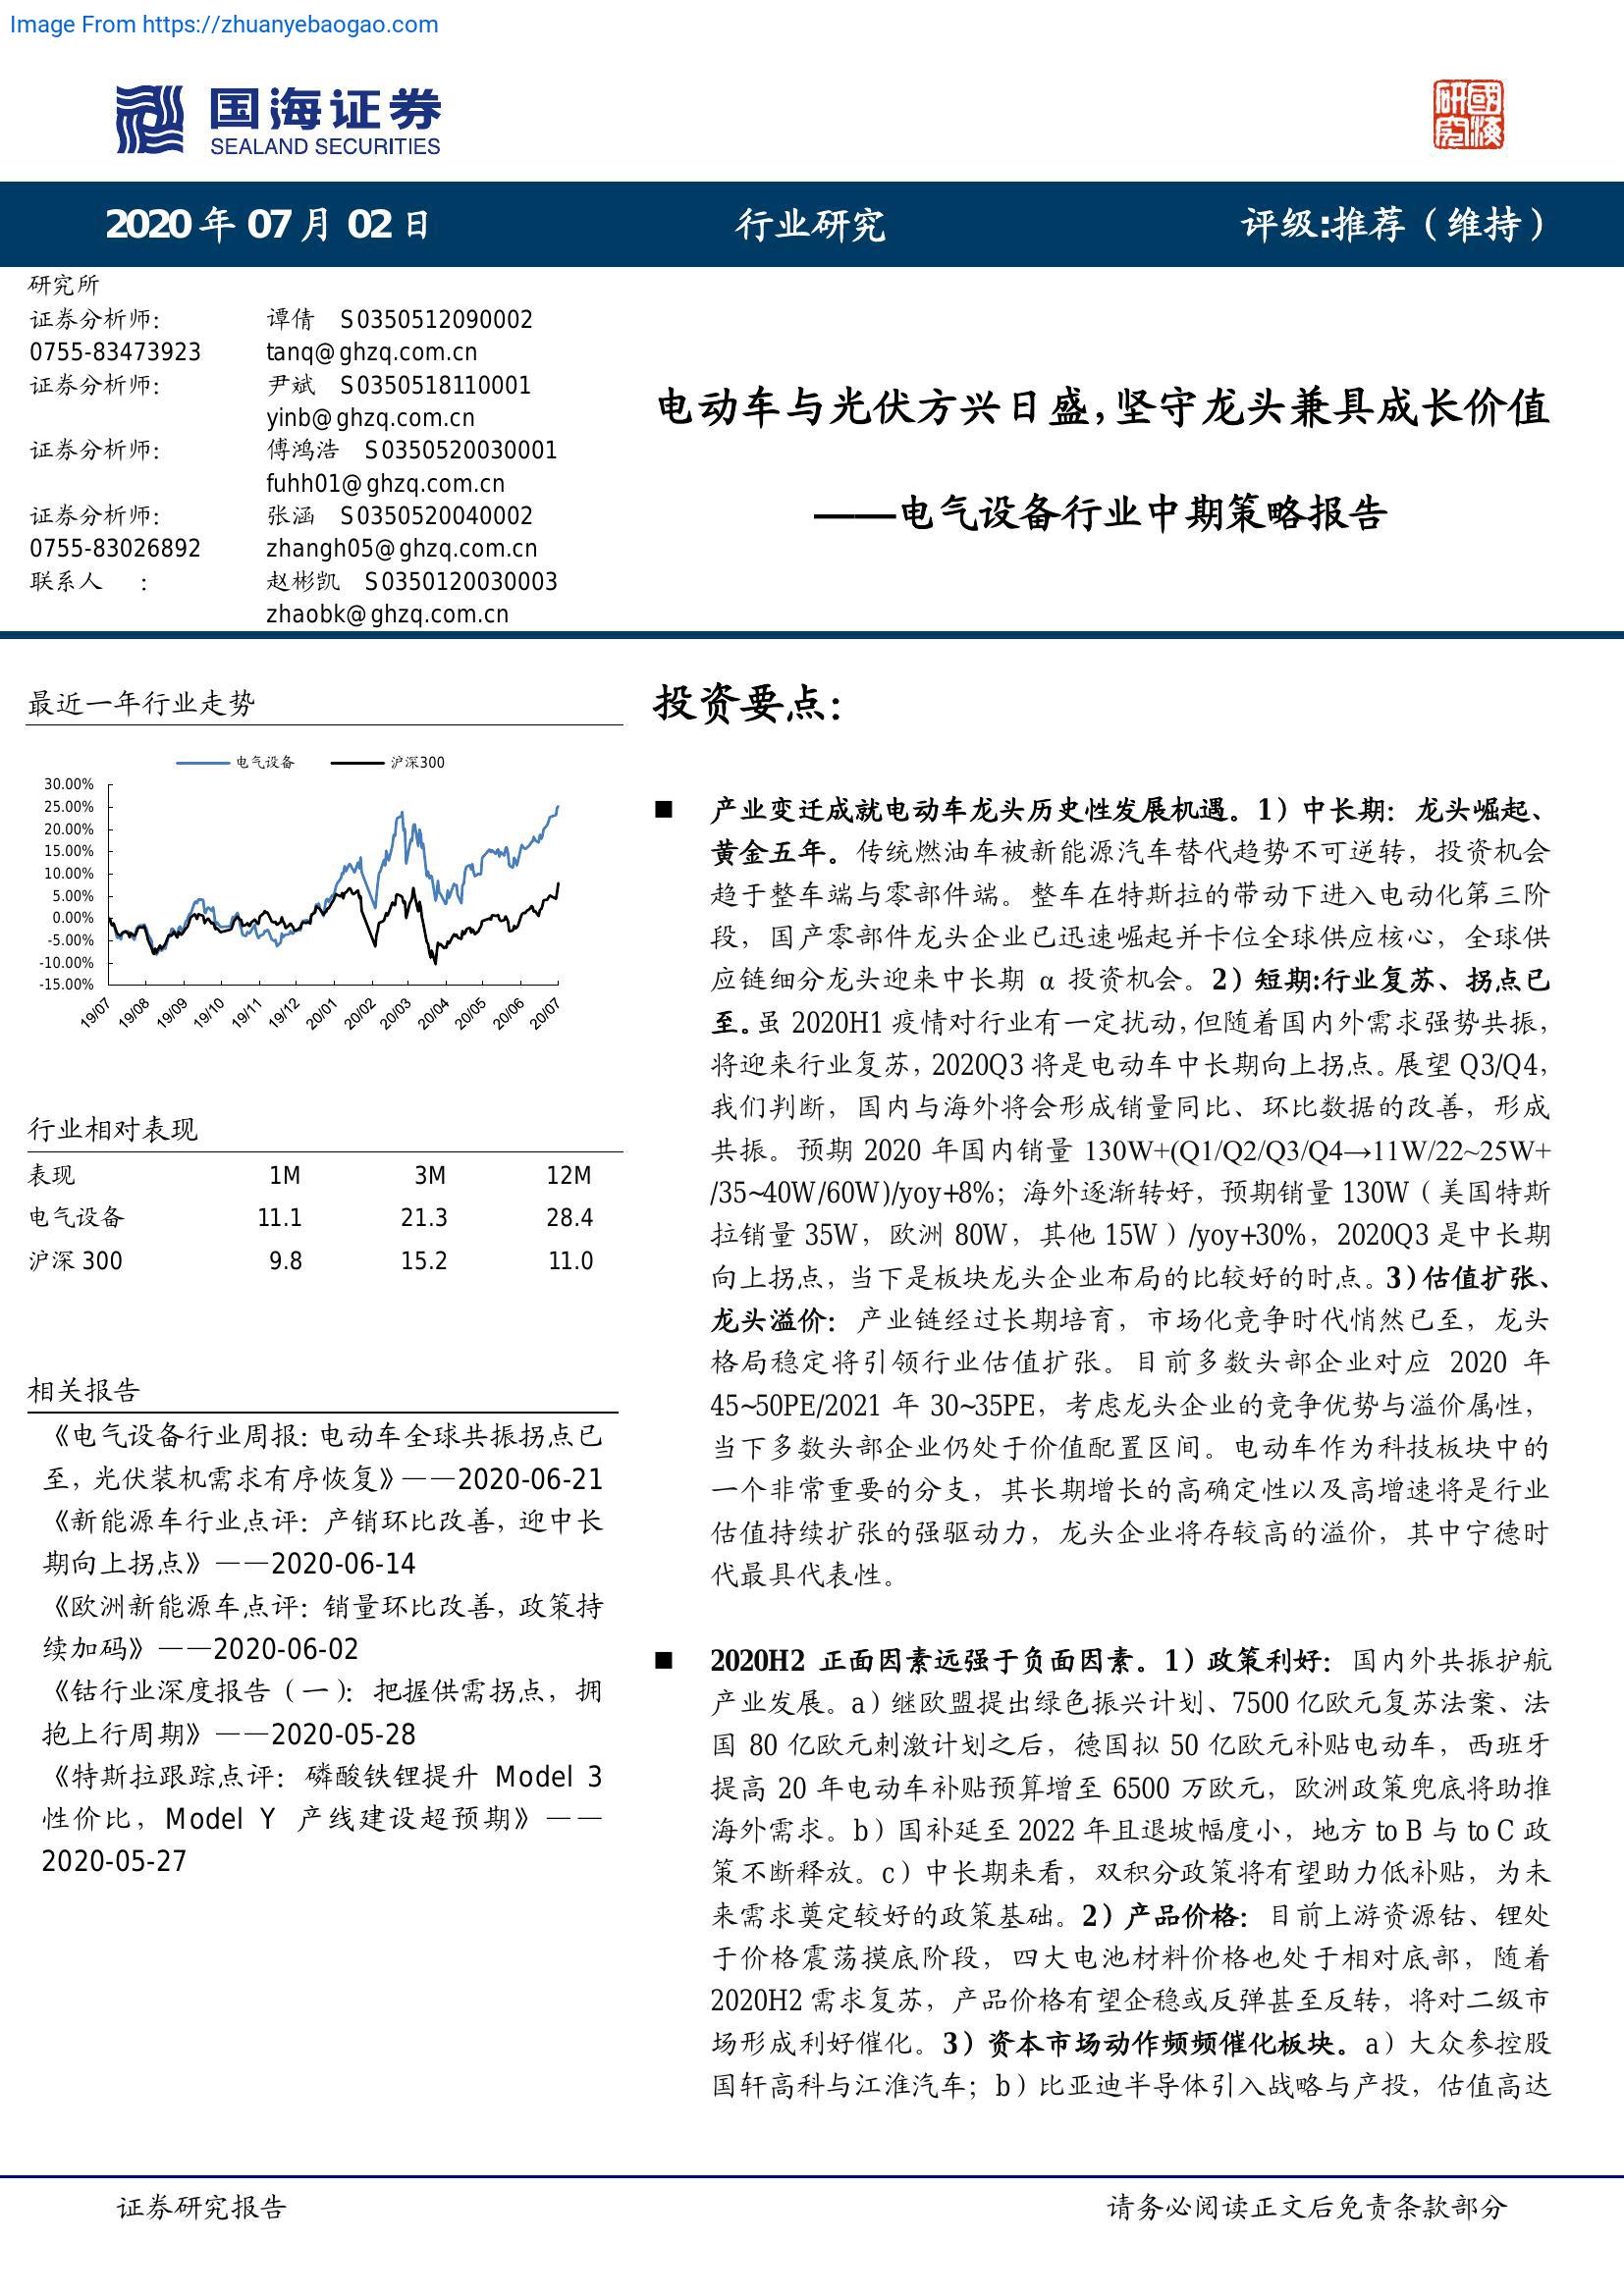 Image From https://zhuanyebaogao.com
国海证券
SEALAND SECURITIES
研究
國海
2020 年 07 月 02 日
行业研究
评级:推荐（维持）
研究所
证券分析师： 谭倩 S0350512090002
0755-83473923 tanq@ghzq.com.cn
证券分析师： 尹斌 S0350518110001
yinb@ghzq.com.cn
证券分析师： 傅鸿浩 S0350520030001
fuhh01@ghzq.com.cn
证券分析师： 张涵 S0350520040002
0755-83026892 zhangh05@ghzq.com.cn
联系人 ： 赵彬凯 S0350120030003
zhaobk@ghzq.com.cn
电动车与光伏方兴日盛，坚守龙头兼具成长价值
——电气设备行业中期策略报告
最近一年行业走势
电气设备 沪深300
30.00%
25.00%
20.00%
15.00%
10.00%
5.00%
0.00%
-5.00%
-10.00%
-15.00%
19/07 19/08 19/09 19/10 19/11 19/12 20/01 20/02 20/03 20/04 20/05 20/06 20/07
行业相对表现
表现 1M 3M 12M
电气设备 11.1 21.3 28.4
沪深 300 9.8 15.2 11.0
相关报告
《电气设备行业周报：电动车全球共振拐点已
至，光伏装机需求有序恢复》——2020-06-21
《新能源车行业点评：产销环比改善，迎中长
期向上拐点》——2020-06-14
《欧洲新能源车点评：销量环比改善，政策持
续加码》——2020-06-02
《钴行业深度报告（一）：把握供需拐点，拥
抱上行周期》——2020-05-28
《特斯拉跟踪点评：磷酸铁锂提升 Model 3
性价比，Model Y 产线建设超预期》——
2020-05-27
投资要点：
■ 产业变迁成就电动车龙头历史性发展机遇。1）中长期：龙头崛起、
黄金五年。传统燃油车被新能源汽车替代趋势不可逆转，投资机会
趋于整车端与零部件端。整车在特斯拉的带动下进入电动化第三阶
段，国产零部件龙头企业已迅速崛起并卡位全球供应核心，全球供
应链细分龙头迎来中长期 α 投资机会。2）短期:行业复苏、拐点已
至。虽 2020H1 疫情对行业有一定扰动，但随着国内外需求强势共振，
将迎来行业复苏，2020Q3 将是电动车中长期向上拐点。展望 Q3/Q4，
我们判断，国内与海外将会形成销量同比、环比数据的改善，形成
共振。预期 2020 年国内销量 130W+(Q1/Q2/Q3/Q4→11W/22~25W+
/35~40W/60W)/yoy+8%；海外逐渐转好，预期销量 130W（美国特斯
拉销量 35W，欧洲 80W，其他 15W）/yoy+30%，2020Q3 是中长期
向上拐点，当下是板块龙头企业布局的比较好的时点。3）估值扩张、
龙头溢价：产业链经过长期培育，市场化竞争时代悄然已至，龙头
格局稳定将引领行业估值扩张。目前多数头部企业对应 2020 年
45~50PE/2021 年 30~35PE，考虑龙头企业的竞争优势与溢价属性，
当下多数头部企业仍处于价值配置区间。电动车作为科技板块中的
一个非常重要的分支，其长期增长的高确定性以及高增速将是行业
估值持续扩张的强驱动力，龙头企业将存较高的溢价，其中宁德时
代最具代表性。
■ 2020H2 正面因素远强于负面因素。1）政策利好：国内外共振护航
产业发展。a）继欧盟提出绿色振兴计划、7500 亿欧元复苏法案、法
国 80 亿欧元刺激计划之后，德国拟 50 亿欧元补贴电动车，西班牙
提高 20 年电动车补贴预算增至 6500 万欧元，欧洲政策兜底将助推
海外需求。b）国补延至 2022 年且退坡幅度小，地方 to B 与 to C 政
策不断释放。c）中长期来看，双积分政策将有望助力低补贴，为未
来需求奠定较好的政策基础。2）产品价格：目前上游资源钴、锂处
于价格震荡摸底阶段，四大电池材料价格也处于相对底部，随着
2020H2 需求复苏，产品价格有望企稳或反弹甚至反转，将对二级市
场形成利好催化。3）资本市场动作频频催化板块。a）大众参控股
国轩高科与江淮汽车；b）比亚迪半导体引入战略与产投，估值高达
证券研究报告
请务必阅读正文后免责条款部分